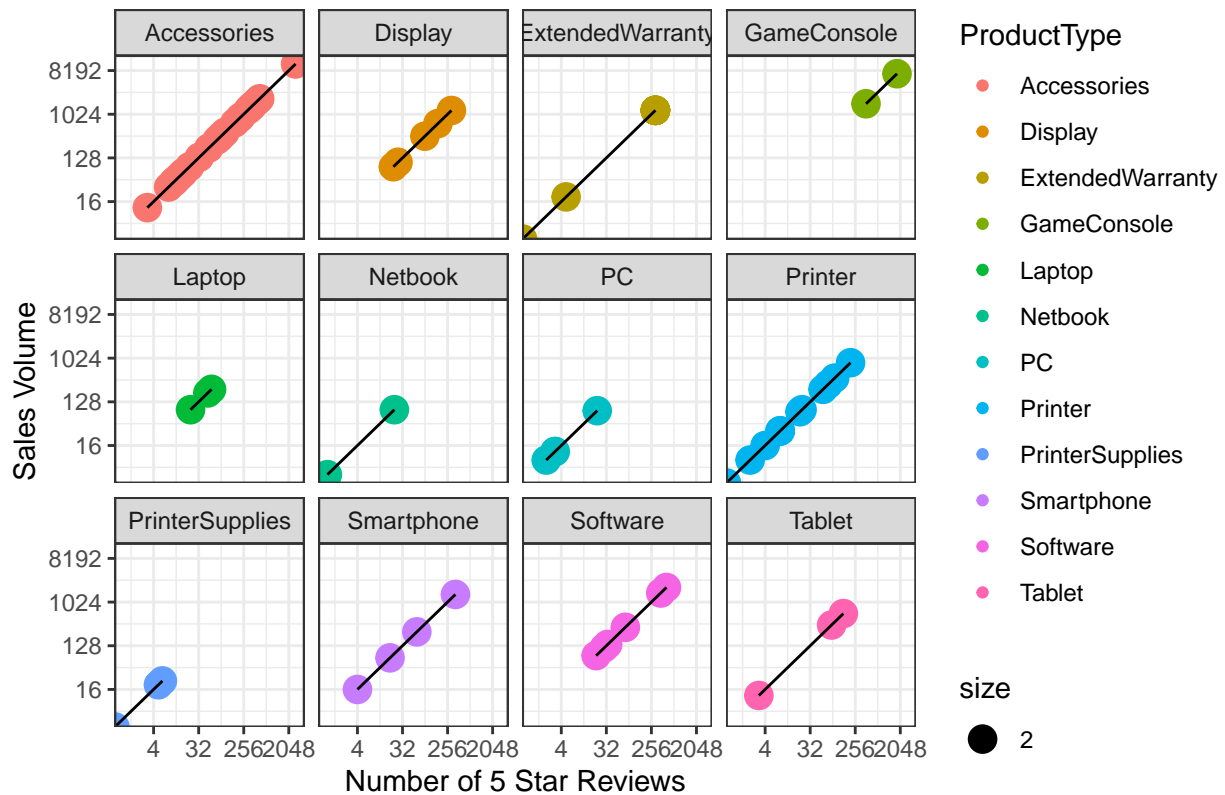 Accessories Display ExtendedWarranty GameConsole
8192
1024
128
16
Laptop Netbook PC Printer
8192
1024
128
16
PrinterSupplies Smartphone Software Tablet
8192
1024
128
16
4 32 256 2048 4 32 256 2048 4 32 256 2048 4 32 256 2048
Number of 5 Star Reviews
Sales Volume
ProductType
Accessories
Display
ExtendedWarranty
GameConsole
Laptop
Netbook
PC
Printer
PrinterSupplies
Smartphone
Software
Tablet
size
2